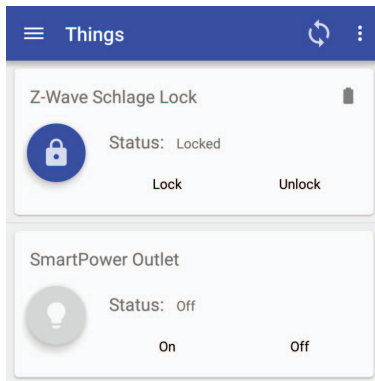 Things
Z-Wave Schlage Lock
Status: Locked
Lock Unlock
SmartPower Outlet
Status: Off
On Off